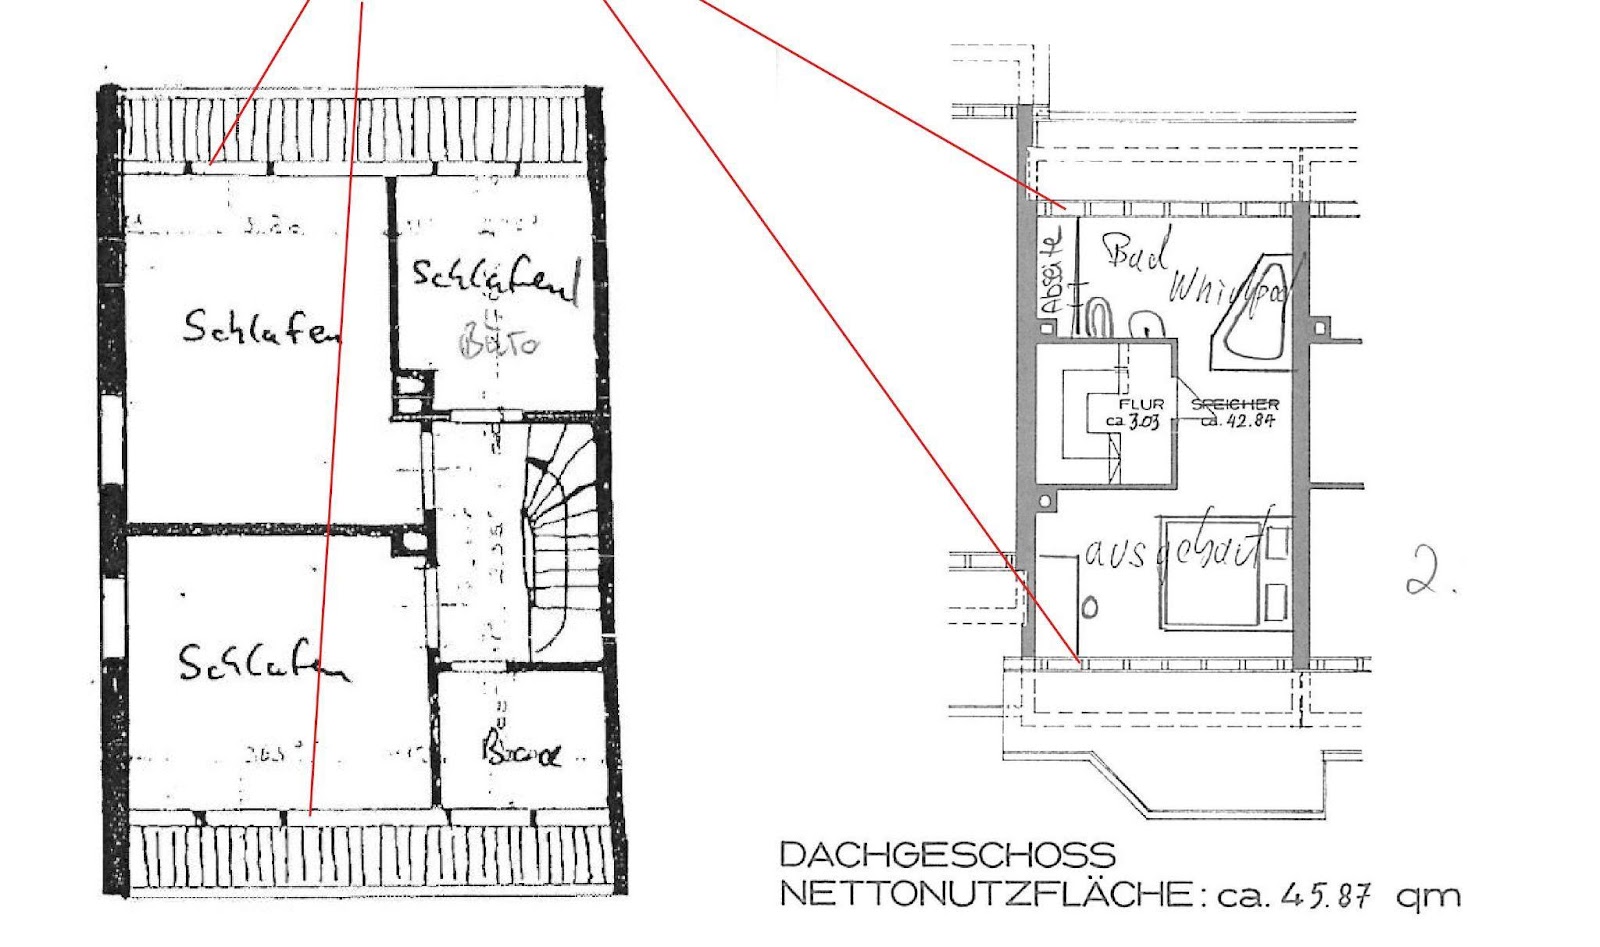 Schlafen
Schlafen
Büro
Schlafen
Abseite
Bad
Whirlpool
FLUR
ca. 3.03
SPEICHER
ca. 42.84
ausgebaut
2.
DACHGESCHOSS
NETTONUTZFLÄCHE: ca. 45.87 qm